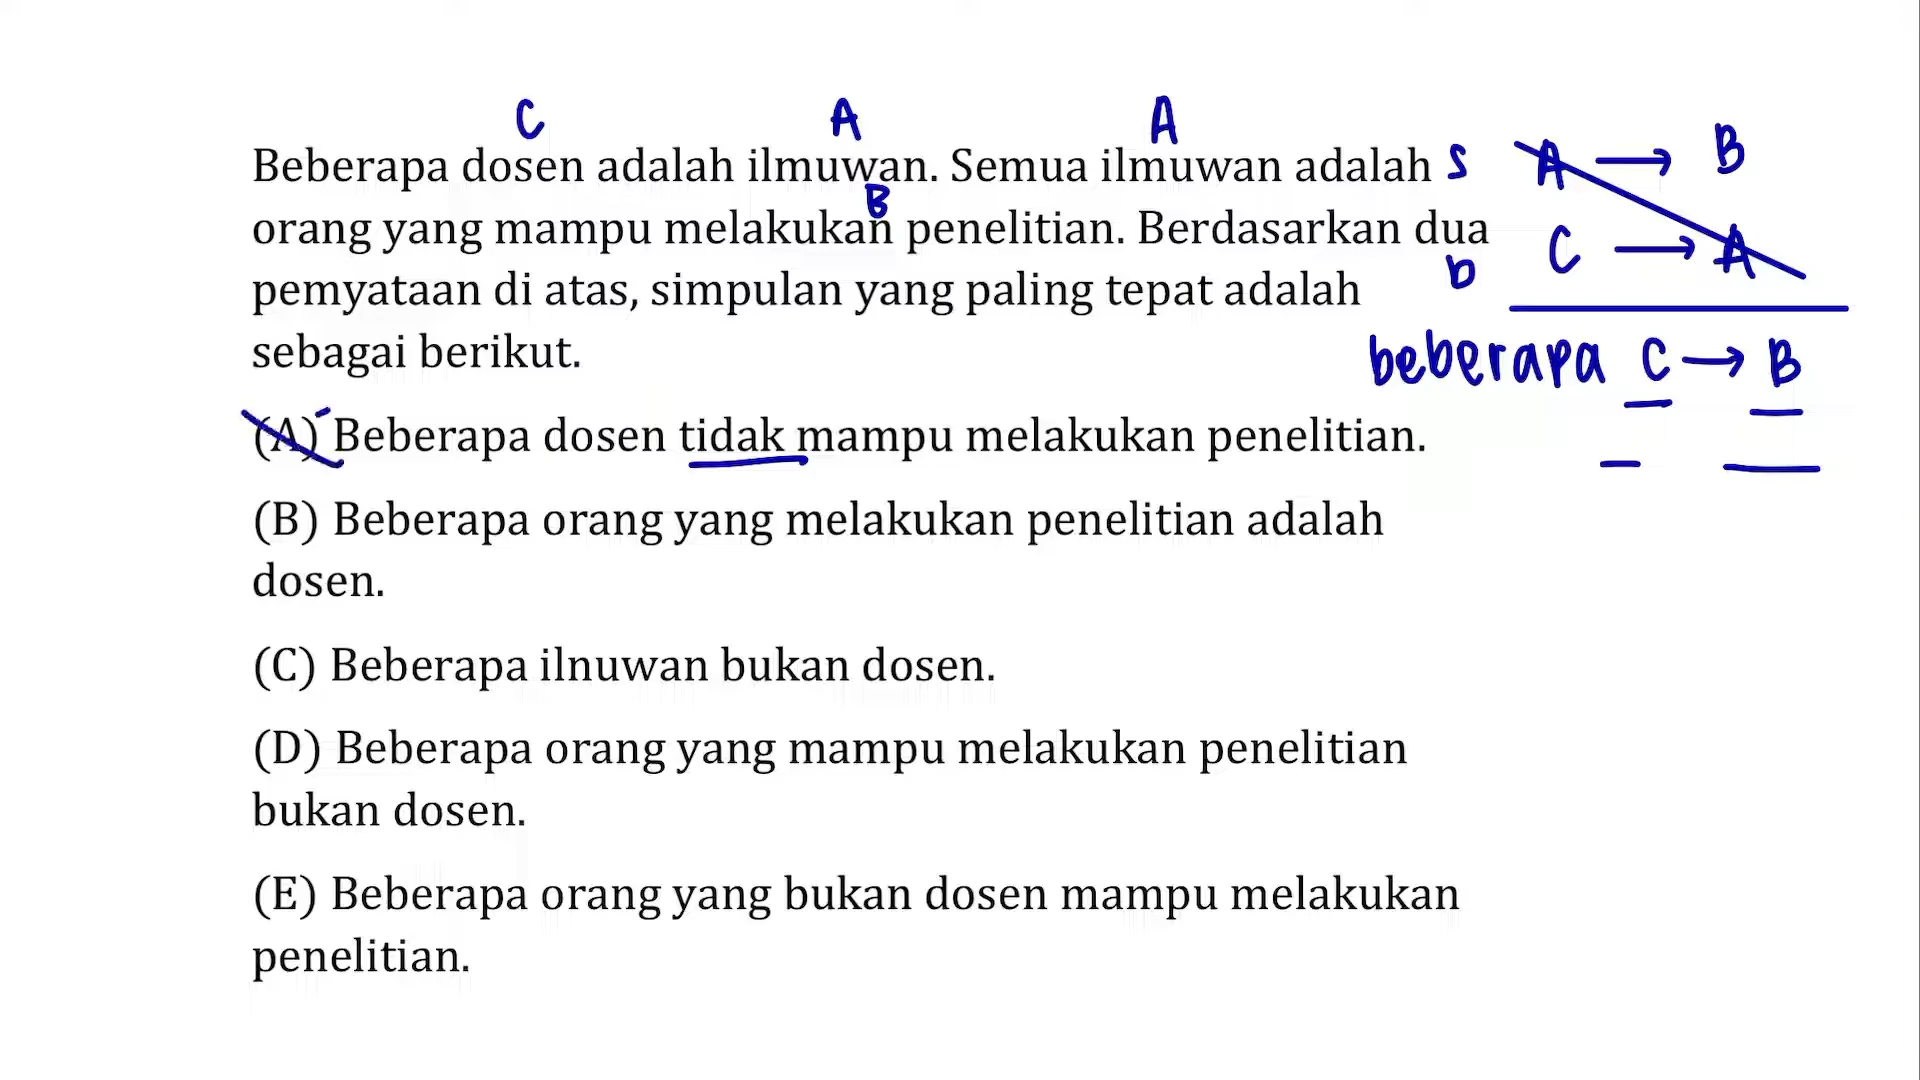 C A A
Beberapa dosen adalah ilmuwan. Semua ilmuwan adalah
B
orang yang mampu melakukan penelitian. Berdasarkan dua
pemyataan di atas, simpulan yang paling tepat adalah
sebagai berikut.
(A) Beberapa dosen tidak mampu melakukan penelitian.
(B) Beberapa orang yang melakukan penelitian adalah
dosen.
(C) Beberapa ilnuwan bukan dosen.
(D) Beberapa orang yang mampu melakukan penelitian
bukan dosen.
(E) Beberapa orang yang bukan dosen mampu melakukan
penelitian.
s A → B
b C → A
beberapa C → B